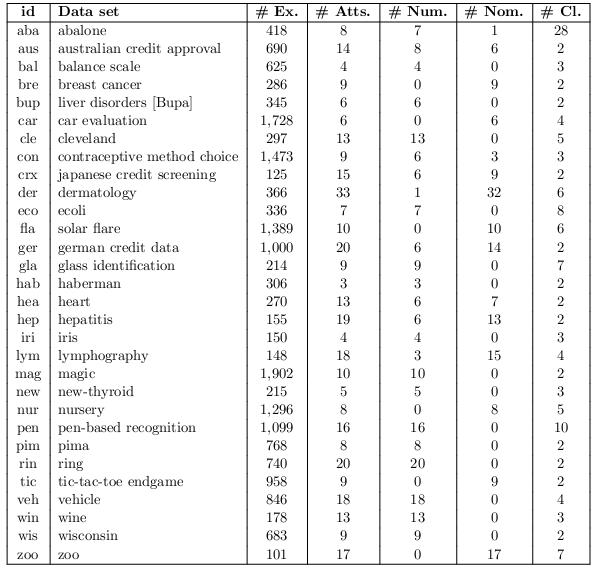 id Data set # Ex. # Atts. # Num. # Nom. # Cl.
aba abalone 418 8 7 1 28
aus australian credit approval 690 14 8 6 2
bal balance scale 625 4 4 0 3
bre breast cancer 286 9 0 9 2
bup liver disorders [Bupa] 345 6 6 0 2
car car evaluation 1,728 6 0 6 4
cle cleveland 297 13 13 0 5
con contraceptive method choice 1,473 9 6 3 3
crx japanese credit screening 125 15 6 9 2
der dermatology 366 33 1 32 6
eco ecoli 336 7 7 0 8
fla solar flare 1,389 10 0 10 6
ger german credit data 1,000 20 6 14 2
gla glass identification 214 9 9 0 7
hab haberman 306 3 3 0 2
hea heart 270 13 6 7 2
hep hepatitis 155 19 6 13 2
iri iris 150 4 4 0 3
lym lymphography 148 18 3 15 4
mag magic 1,902 10 10 0 2
new new-thyroid 215 5 5 0 3
nur nursery 1,296 8 0 8 5
pen pen-based recognition 1,099 16 16 0 10
pim pima 768 8 8 0 2
rin ring 740 20 20 0 2
tic tic-tac-toe endgame 958 9 0 9 2
veh vehicle 846 18 18 0 4
win wine 178 13 13 0 3
wis wisconsin 683 9 9 0 2
zoo zoo 101 17 0 17 7